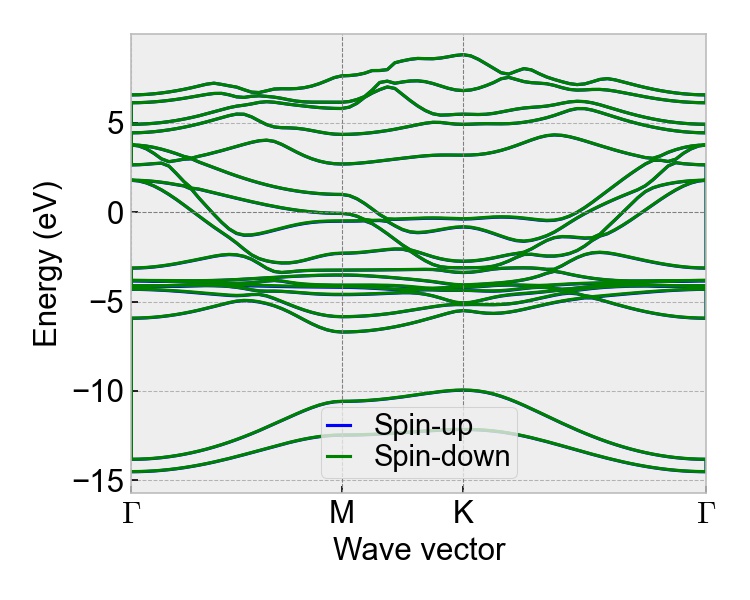 Energy (eV)
5
0
−5
−10
−15
Spin-up
Spin-down
Γ M K Γ
Wave vector